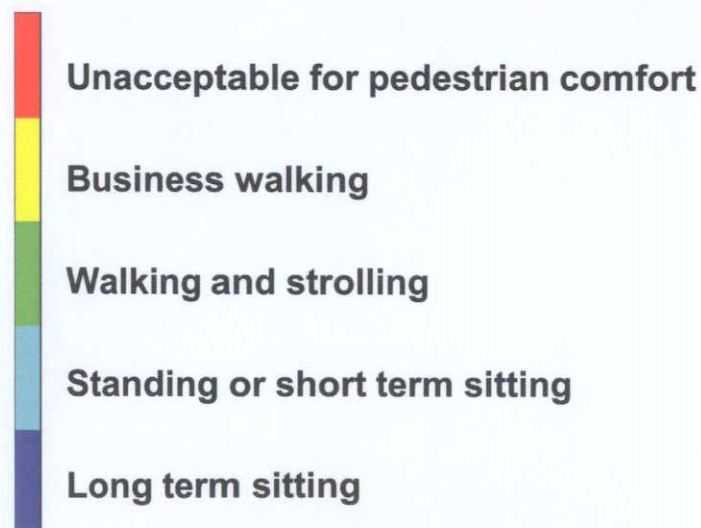 Unacceptable for pedestrian comfort
Business walking
Walking and strolling
Standing or short term sitting
Long term sitting